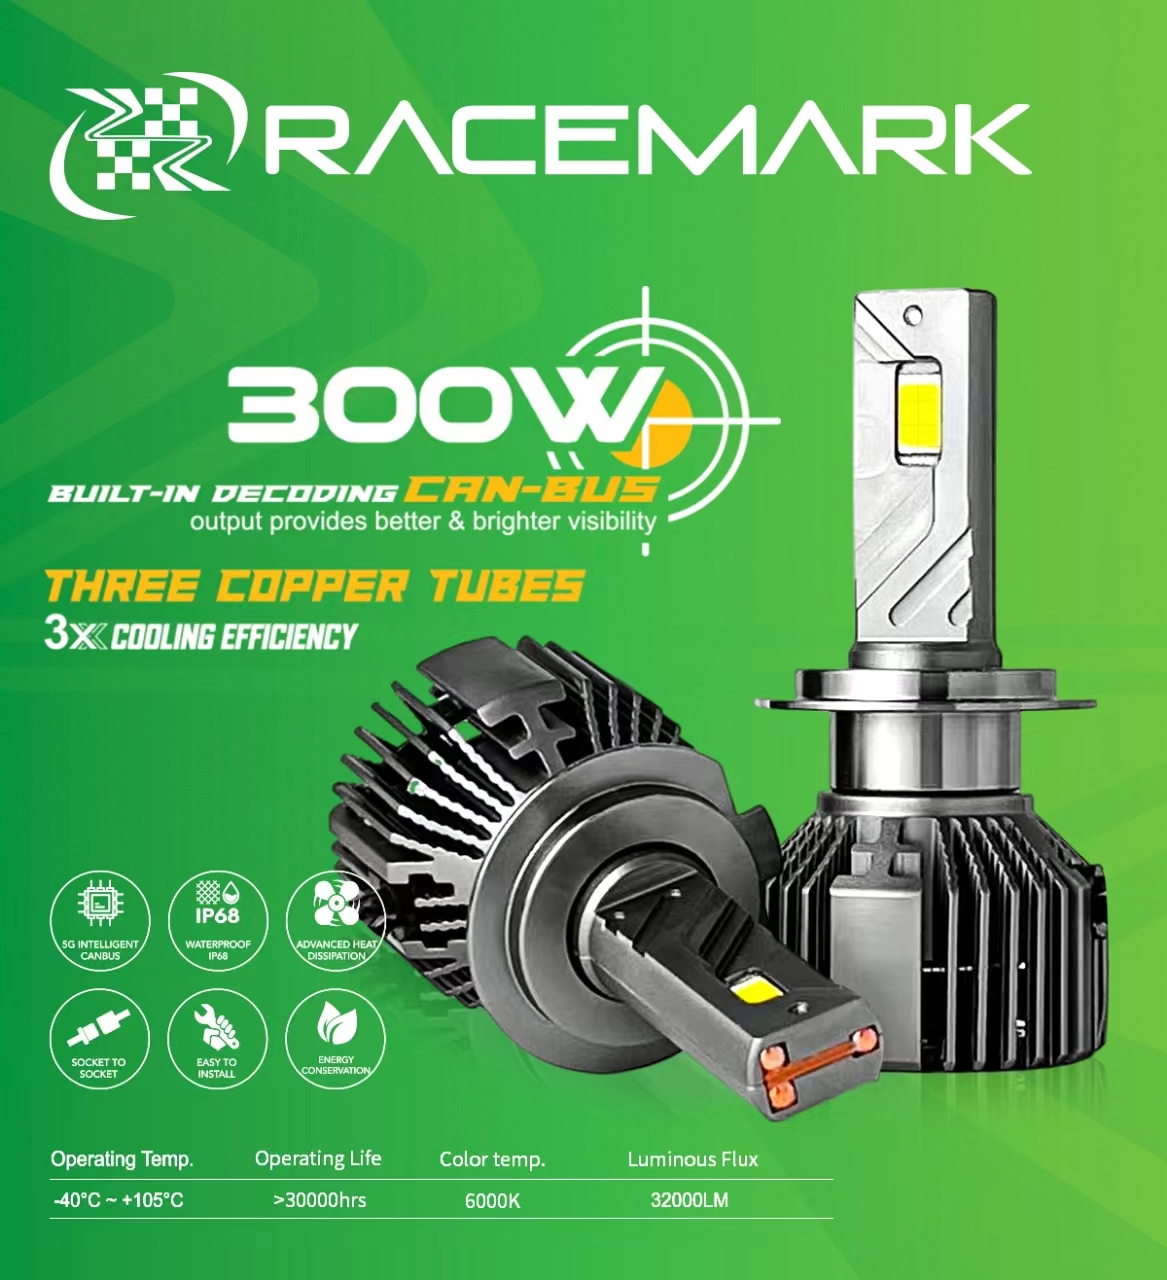 RACEMARK
300W
BUILT-IN DECODING CAN-BUS
output provides better & brighter visibility
THREE COPPER TUBES
3X COOLING EFFICIENCY
5G INTELLIGENT
CANBUS
IP68
WATERPROOF
IP68
ADVANCED HEAT
DISSIPATION
SOCKET TO
SOCKET
EASY TO
INSTALL
ENERGY
CONSERVATION
Operating Temp. Operating Life Color temp. Luminous Flux
-40°C ~ +105°C >30000hrs 6000K 32000LM